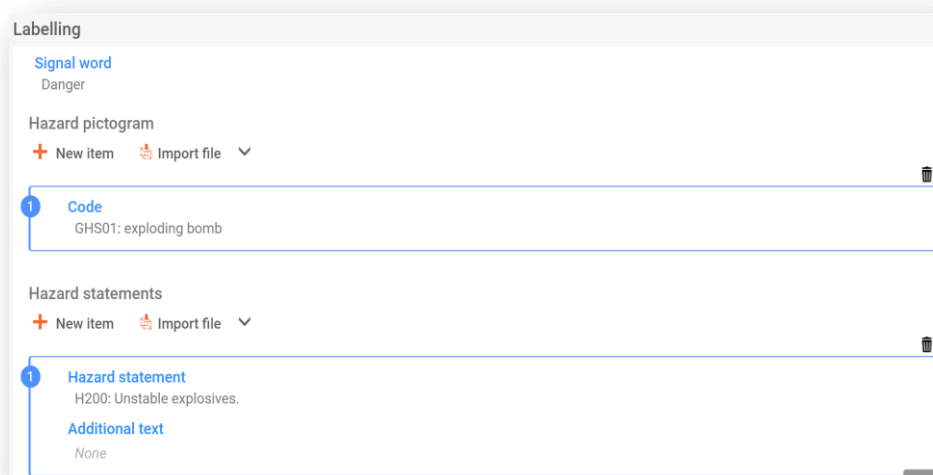 Labelling
Signal word
Danger
Hazard pictogram
New item Import file
1 Code
GHS01: exploding bomb
Hazard statements
New item Import file
1 Hazard statement
H200: Unstable explosives.
Additional text
None